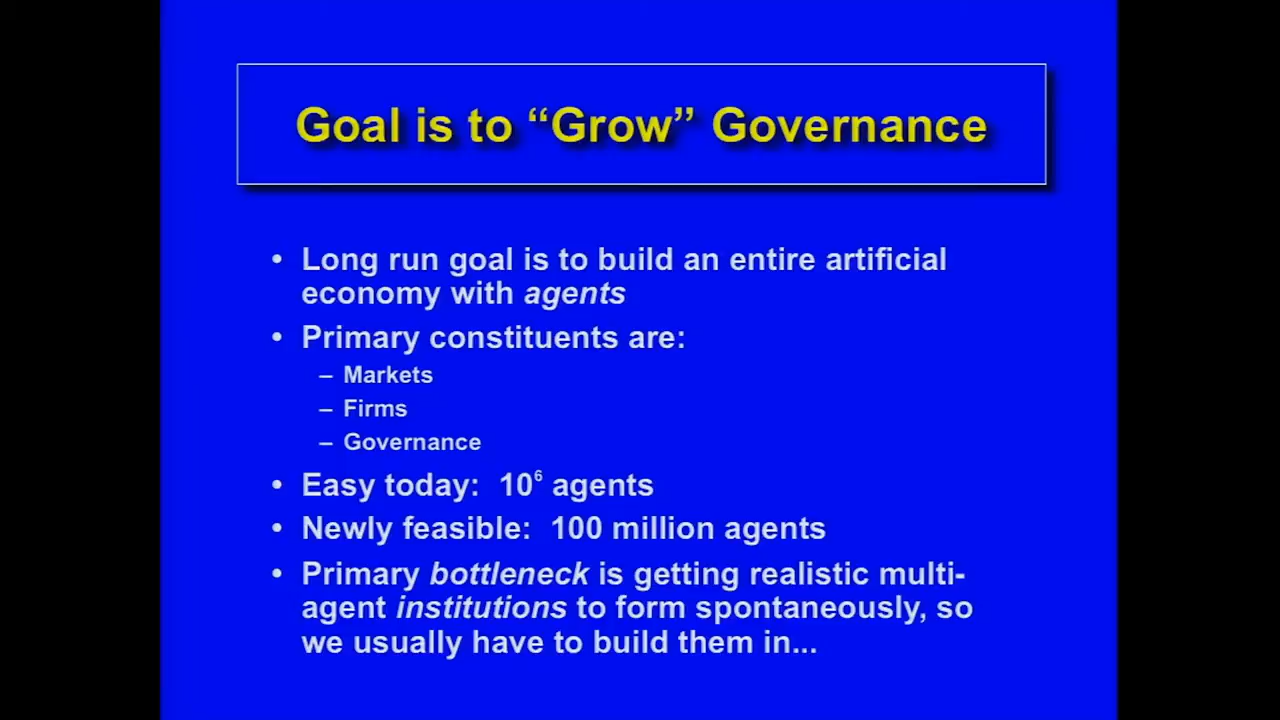 Goal is to “Grow” Governance
• Long run goal is to build an entire artificial
economy with agents
• Primary constituents are:
– Markets
– Firms
– Governance
• Easy today:  10⁶ agents
• Newly feasible:  100 million agents
• Primary bottleneck is getting realistic multi-
agent institutions to form spontaneously, so
we usually have to build them in...